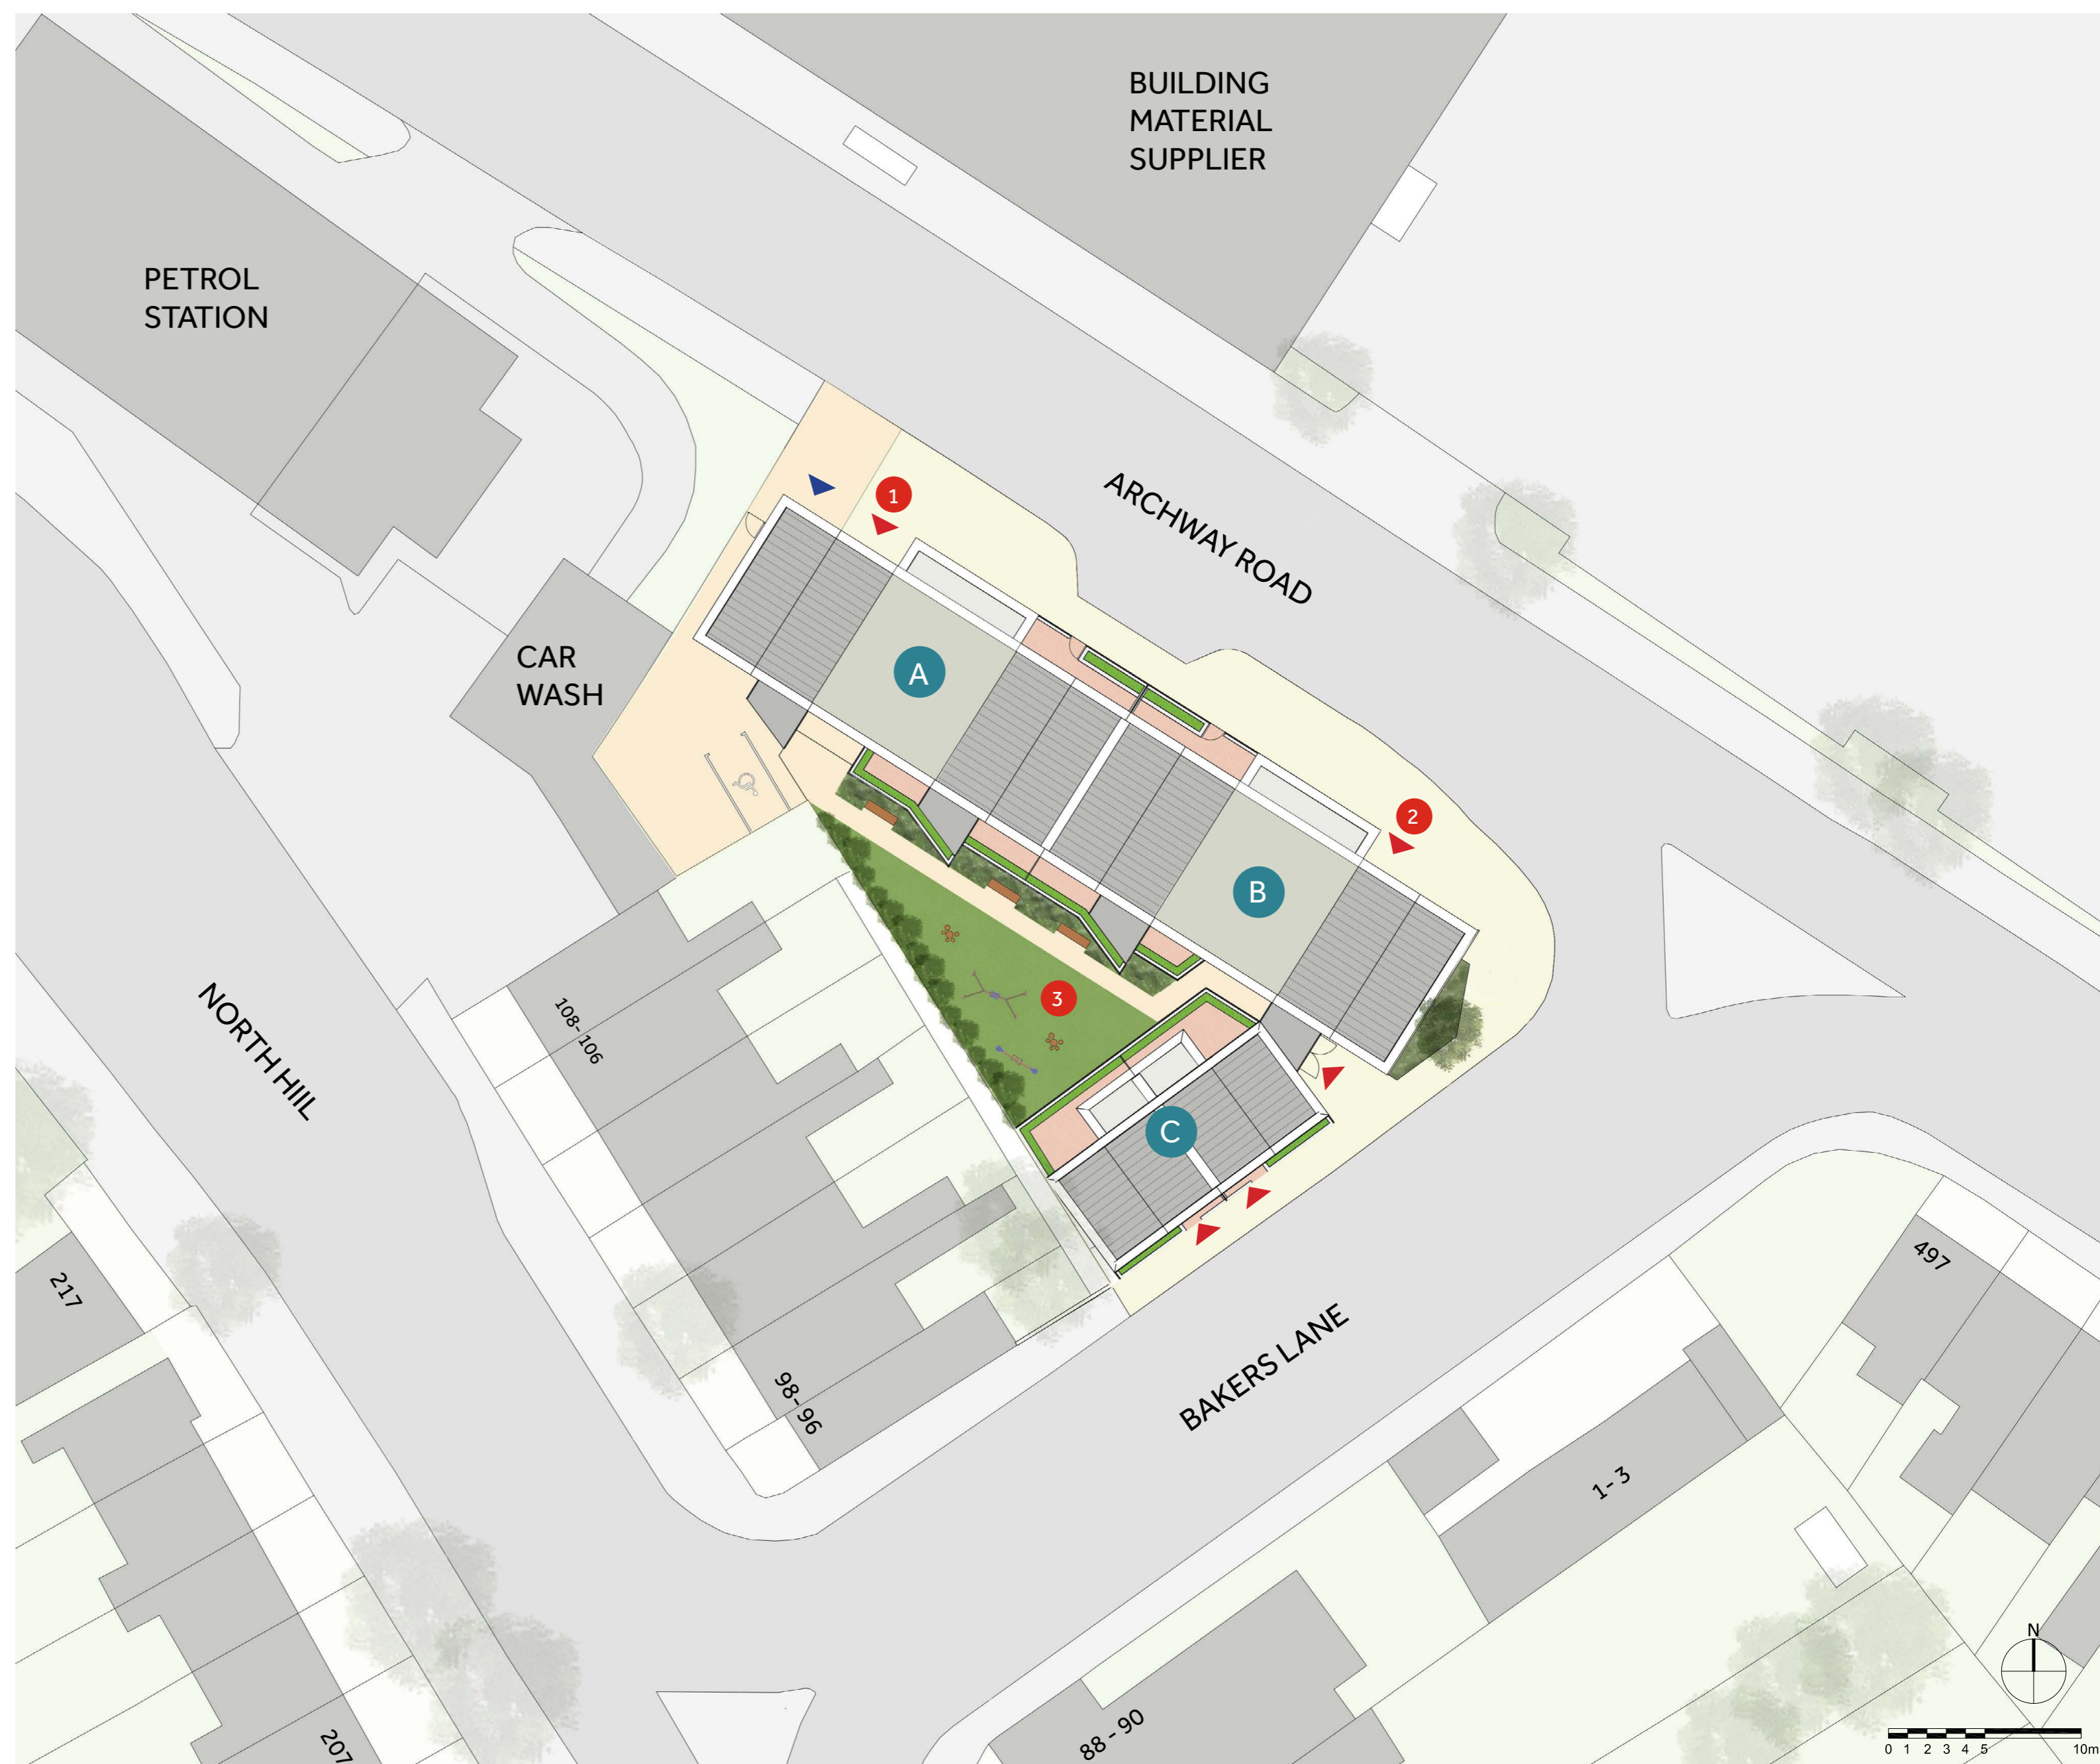 BUILDING
MATERIAL
SUPPLIER
PETROL
STATION
ARCHWAY ROAD
1
A
CAR
WASH
2
B
3
C
NORTH HIIL
108-106
98-96
217
207
BAKERS LANE
497
1-3
88-90
N
0 1 2 3 4 5 10m